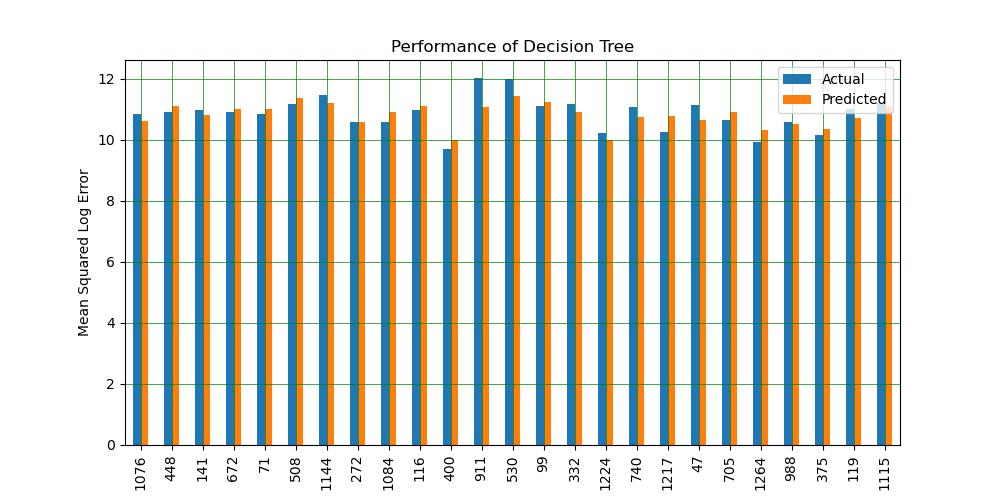 Performance of Decision Tree
Actual
Predicted
Mean Squared Log Error
12
10
8
6
4
2
0
1076 448 141 672 71 508 1144 272 1084 116 400 911 530 99 332 1224 740 1217 47 705 1264 988 375 119 1115